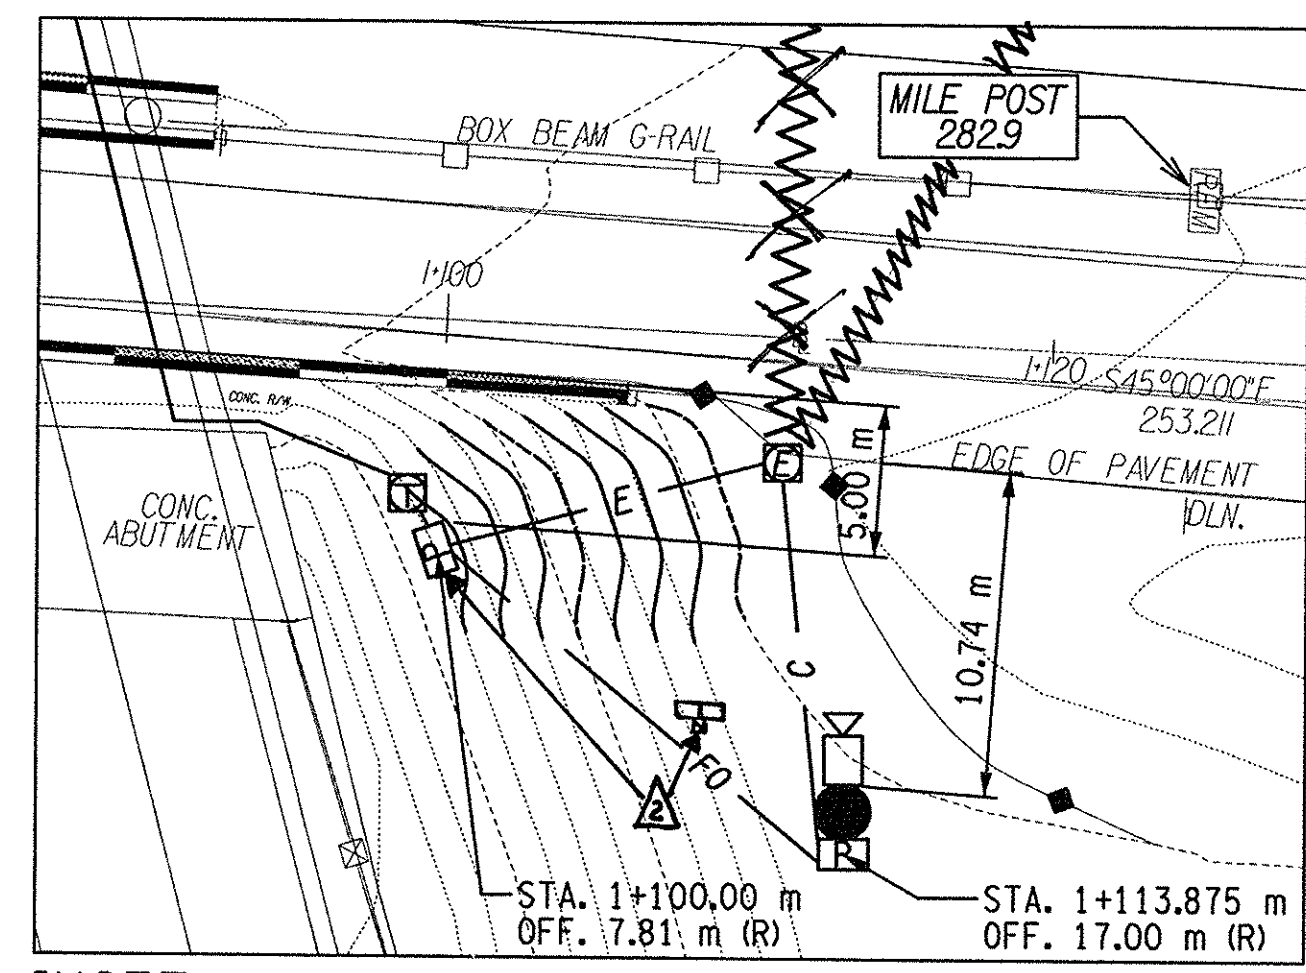 MILE POST
282.9
BOX BEAM G-RAIL
1+100
1+120
S45°00'00"E
253.211
CONC. R/W
EDGE OF PAVEMENT
DLN.
CONC.
ABUTMENT
T
E
E
5.00 m
10.74 m
C
FO
2
R
STA. 1+100.00 m
OFF. 7.81 m (R)
STA. 1+113.875 m
OFF. 17.00 m (R)